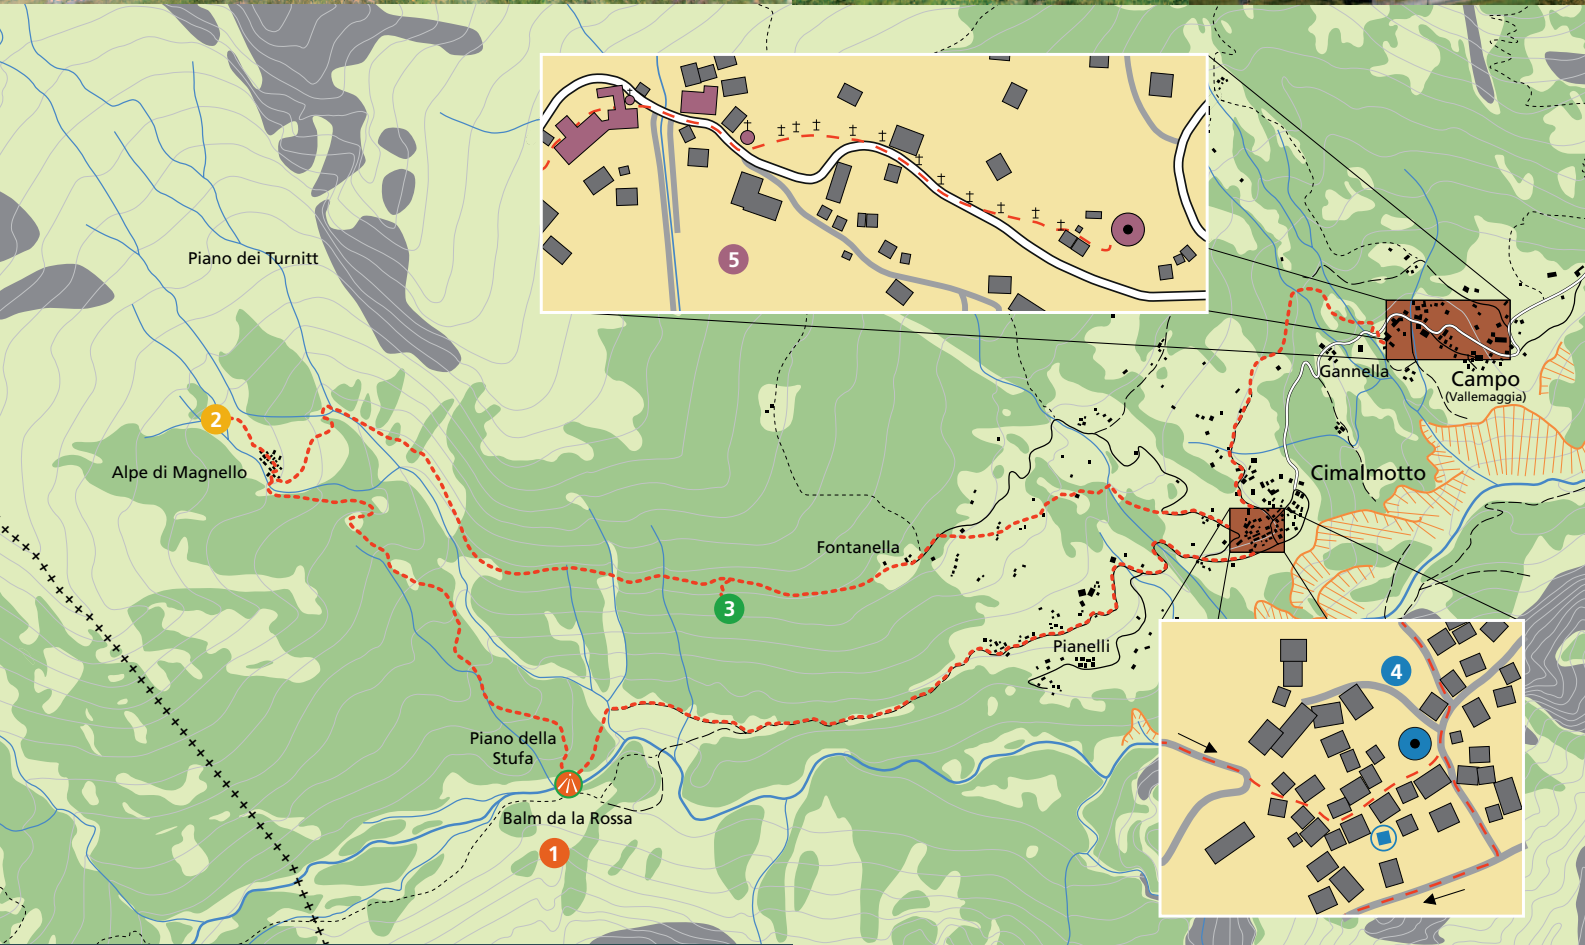 5
Piano dei Turnitt
Gannella
Campo
(Vallemaggia)
2
Alpe di Magnello
Cimalmotto
Fontanella
3
Pianelli
4
Piano della
Stufa
Balm da la Rossa
1